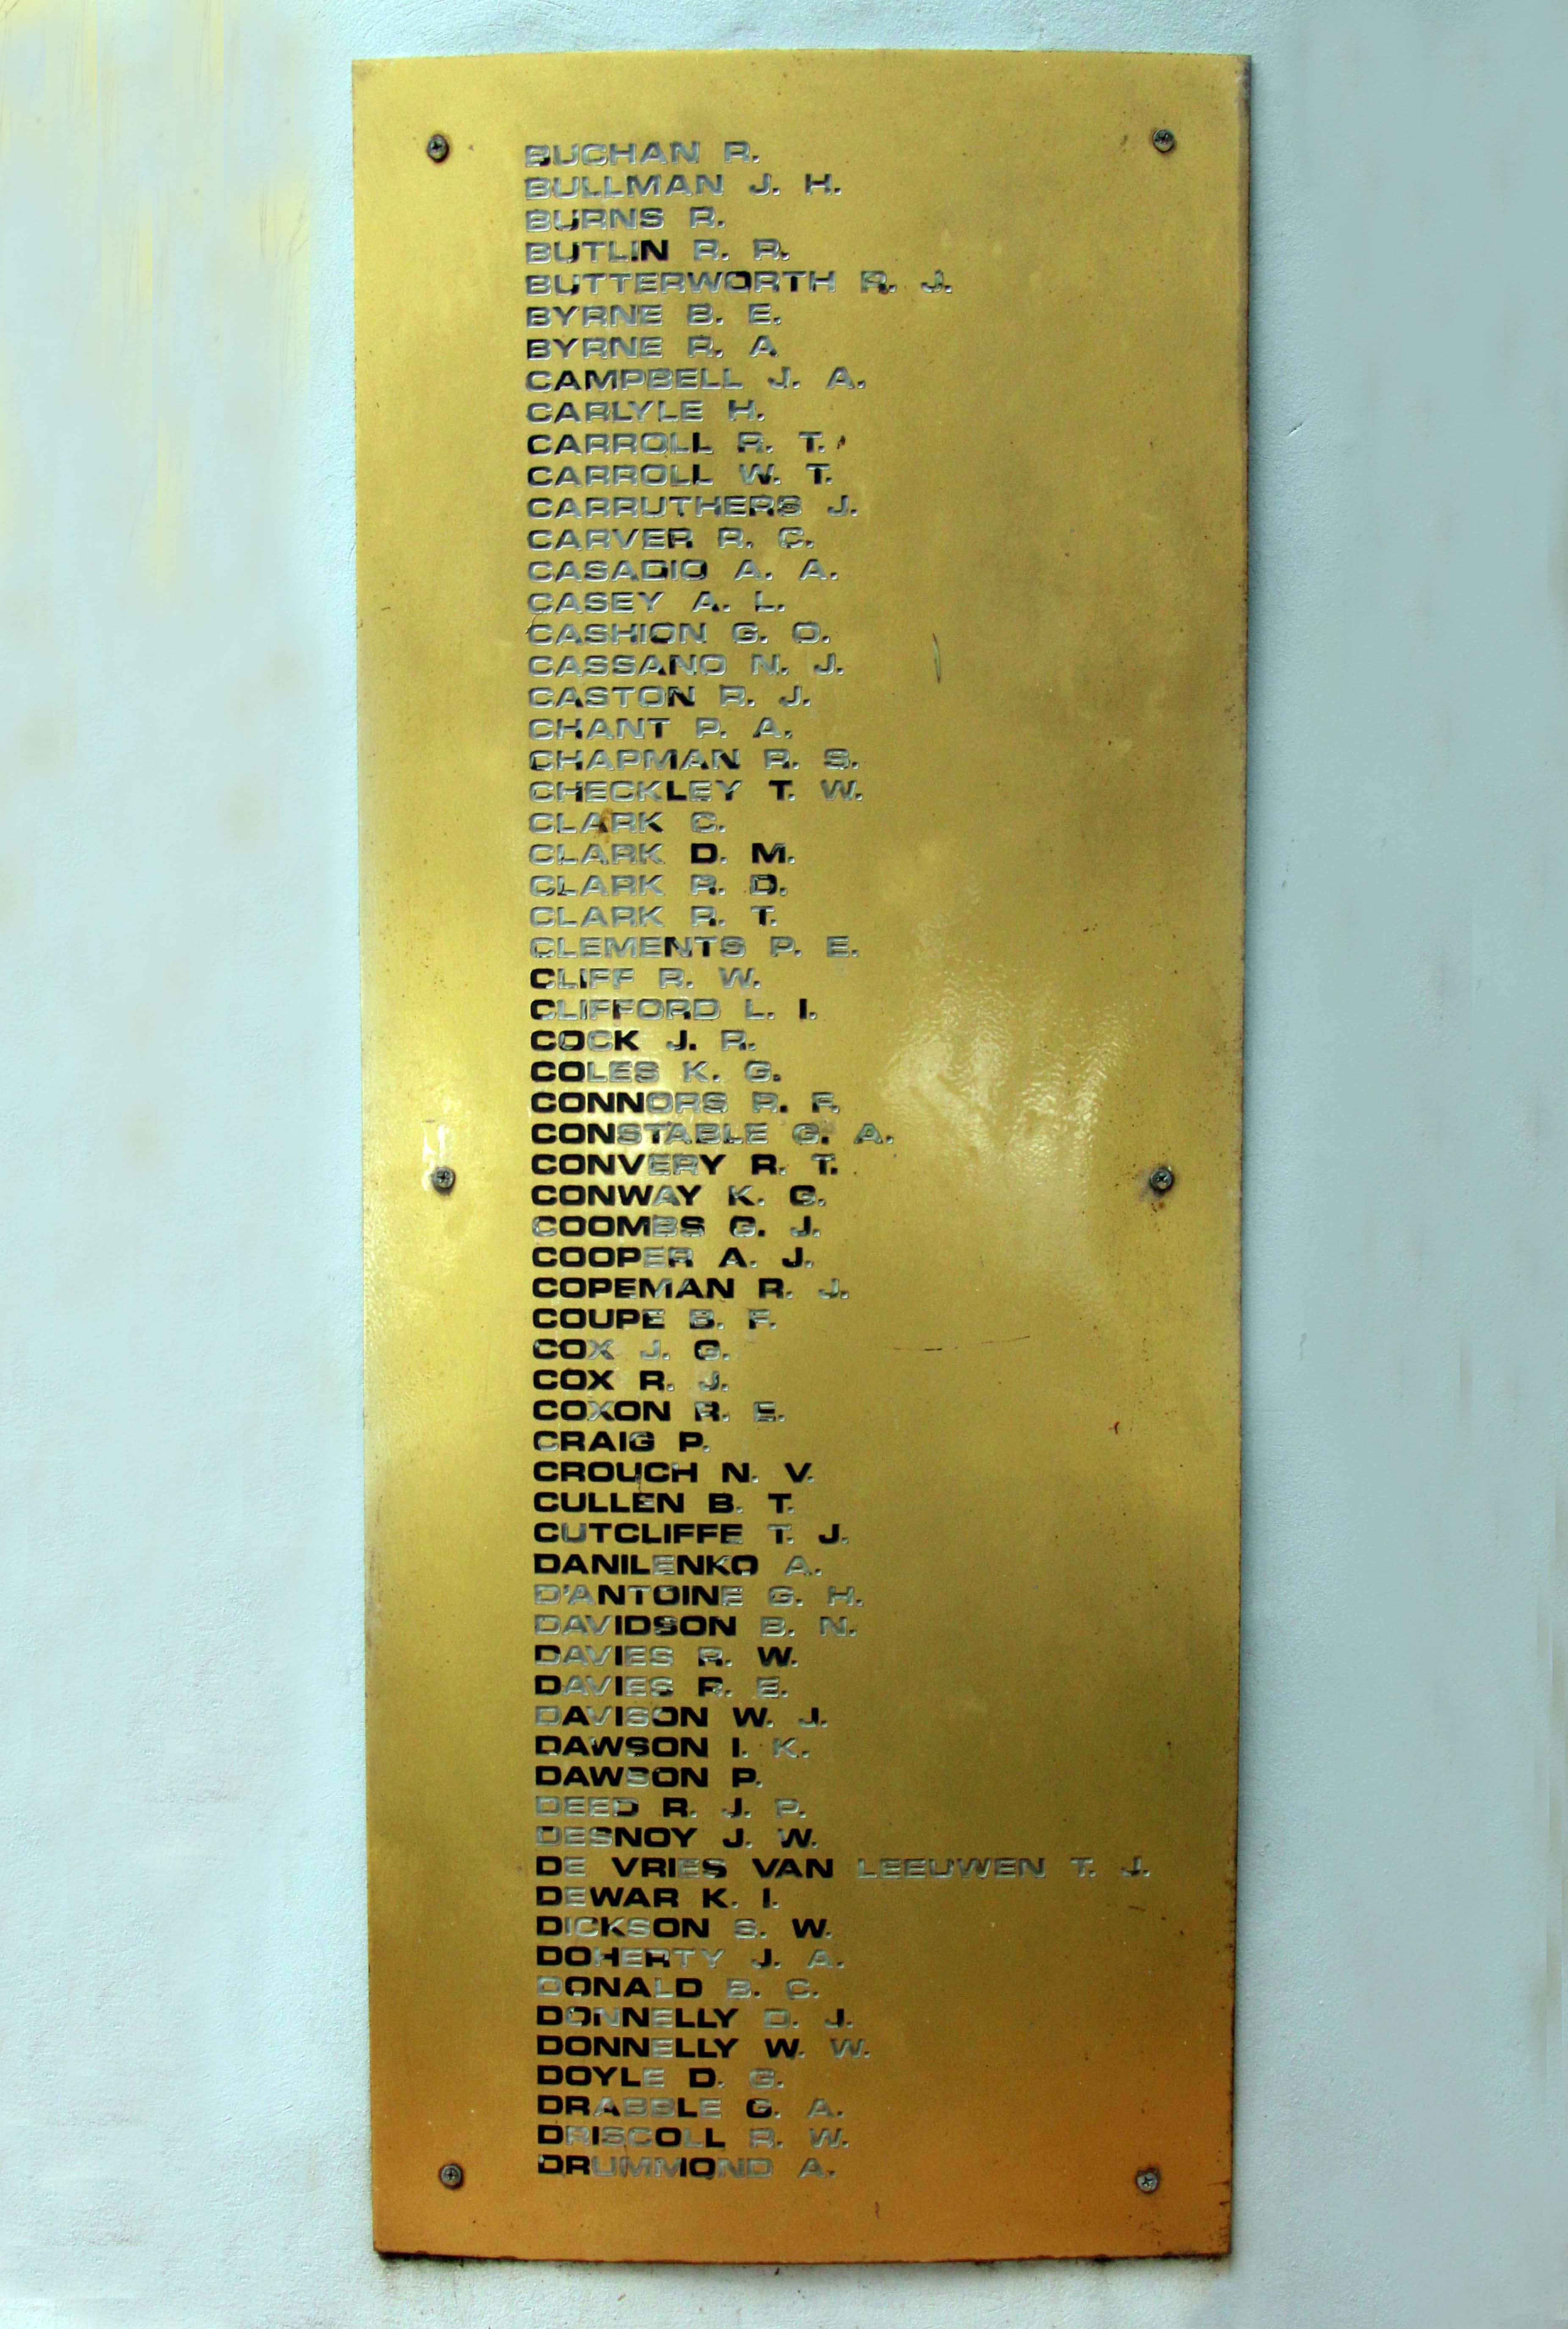 BUCHAN R.
BULLMAN J. H.
BURNS R.
BUTLIN R. R.
BUTTERWORTH R. J.
BYRNE B. E.
BYRNE R. A
CAMPBELL J. A.
CARLYLE H.
CARROLL R. T.
CARROLL W. T.
CARRUTHERS J.
CARVER R. C.
CASADIO A. A.
CASEY A. L.
CASHION G. O.
CASSANO N. J.
CASTON R. J.
CHANT P. A.
CHAPMAN R. S.
CHECKLEY T. W.
CLARK C.
CLARK D. M.
CLARK R. D.
CLARK R. T.
CLEMENTS P. E.
CLIFF R. W.
CLIFFORD L. I.
COCK J. R.
COLES K. G.
CONNORS R. F.
CONSTABLE G. A.
CONVERY R. T.
CONWAY K. G.
COOMBS G. J.
COOPER A. J.
COPEMAN R. J.
COUPE B. F.
COX J. G.
COX R. J.
COXON R. E.
CRAIG P.
CROUCH N. V.
CULLEN B. T.
CUTCLIFFE T. J.
DANILENKO A.
D'ANTOINE G. H.
DAVIDSON B. N.
DAVIES R. W.
DAVIES R. E.
DAVISON W. J.
DAWSON I. K.
DAWSON P.
DEED R. J. P.
DESNOY J. W.
DE VRIES VAN LEEUWEN T. J.
DEWAR K. I.
DICKSON S. W.
DOHERTY J. A.
DONALD B. C.
DONNELLY D. J.
DONNELLY W. W.
DOYLE D. G.
DRABBLE G. A.
DRISCOLL R. W.
DRUMMOND A.